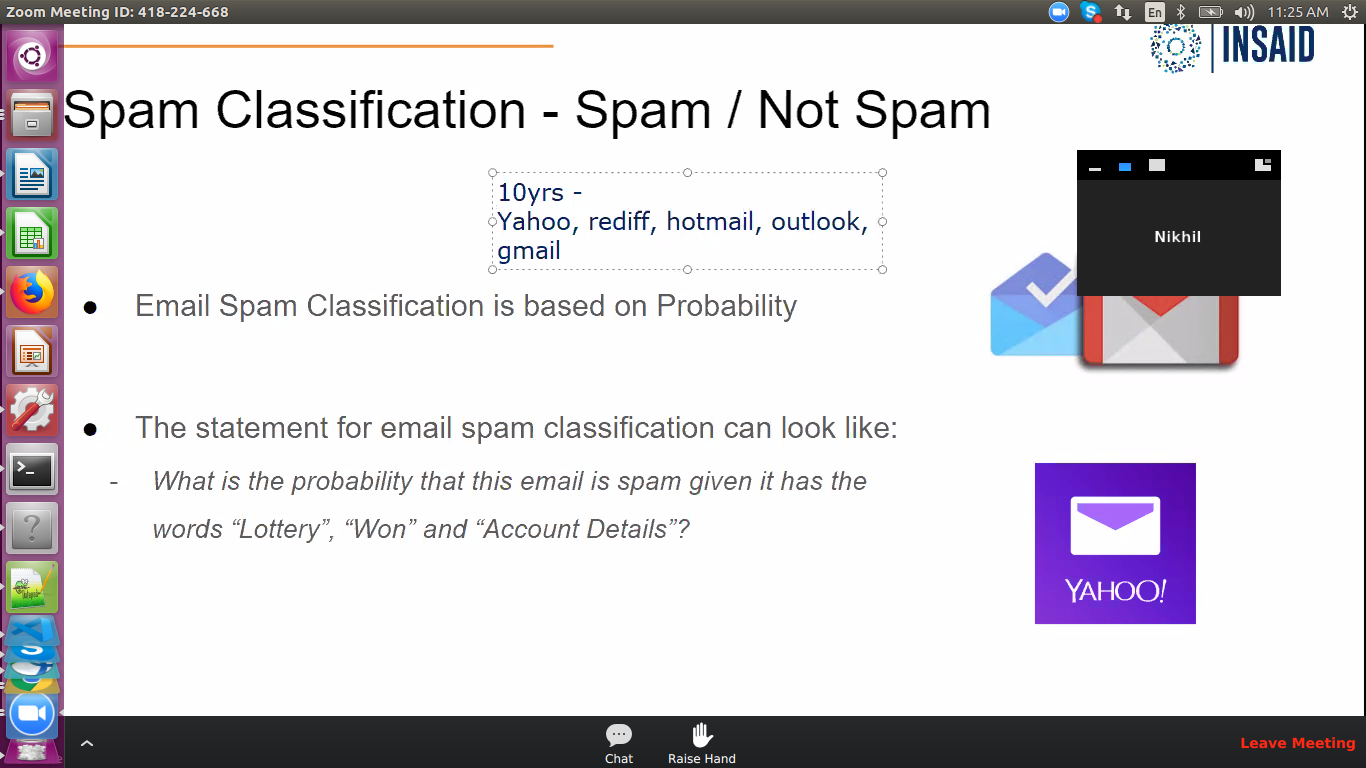 Zoom Meeting ID: 418-224-668
En
11:25 AM
INSAID
Spam Classification - Spam / Not Spam
10yrs -
Yahoo, rediff, hotmail, outlook,
gmail
Nikhil
● Email Spam Classification is based on Probability
● The statement for email spam classification can look like:
- What is the probability that this email is spam given it has the
words “Lottery”, “Won” and “Account Details”?
YAHOO!
Chat
Raise Hand
Leave Meeting